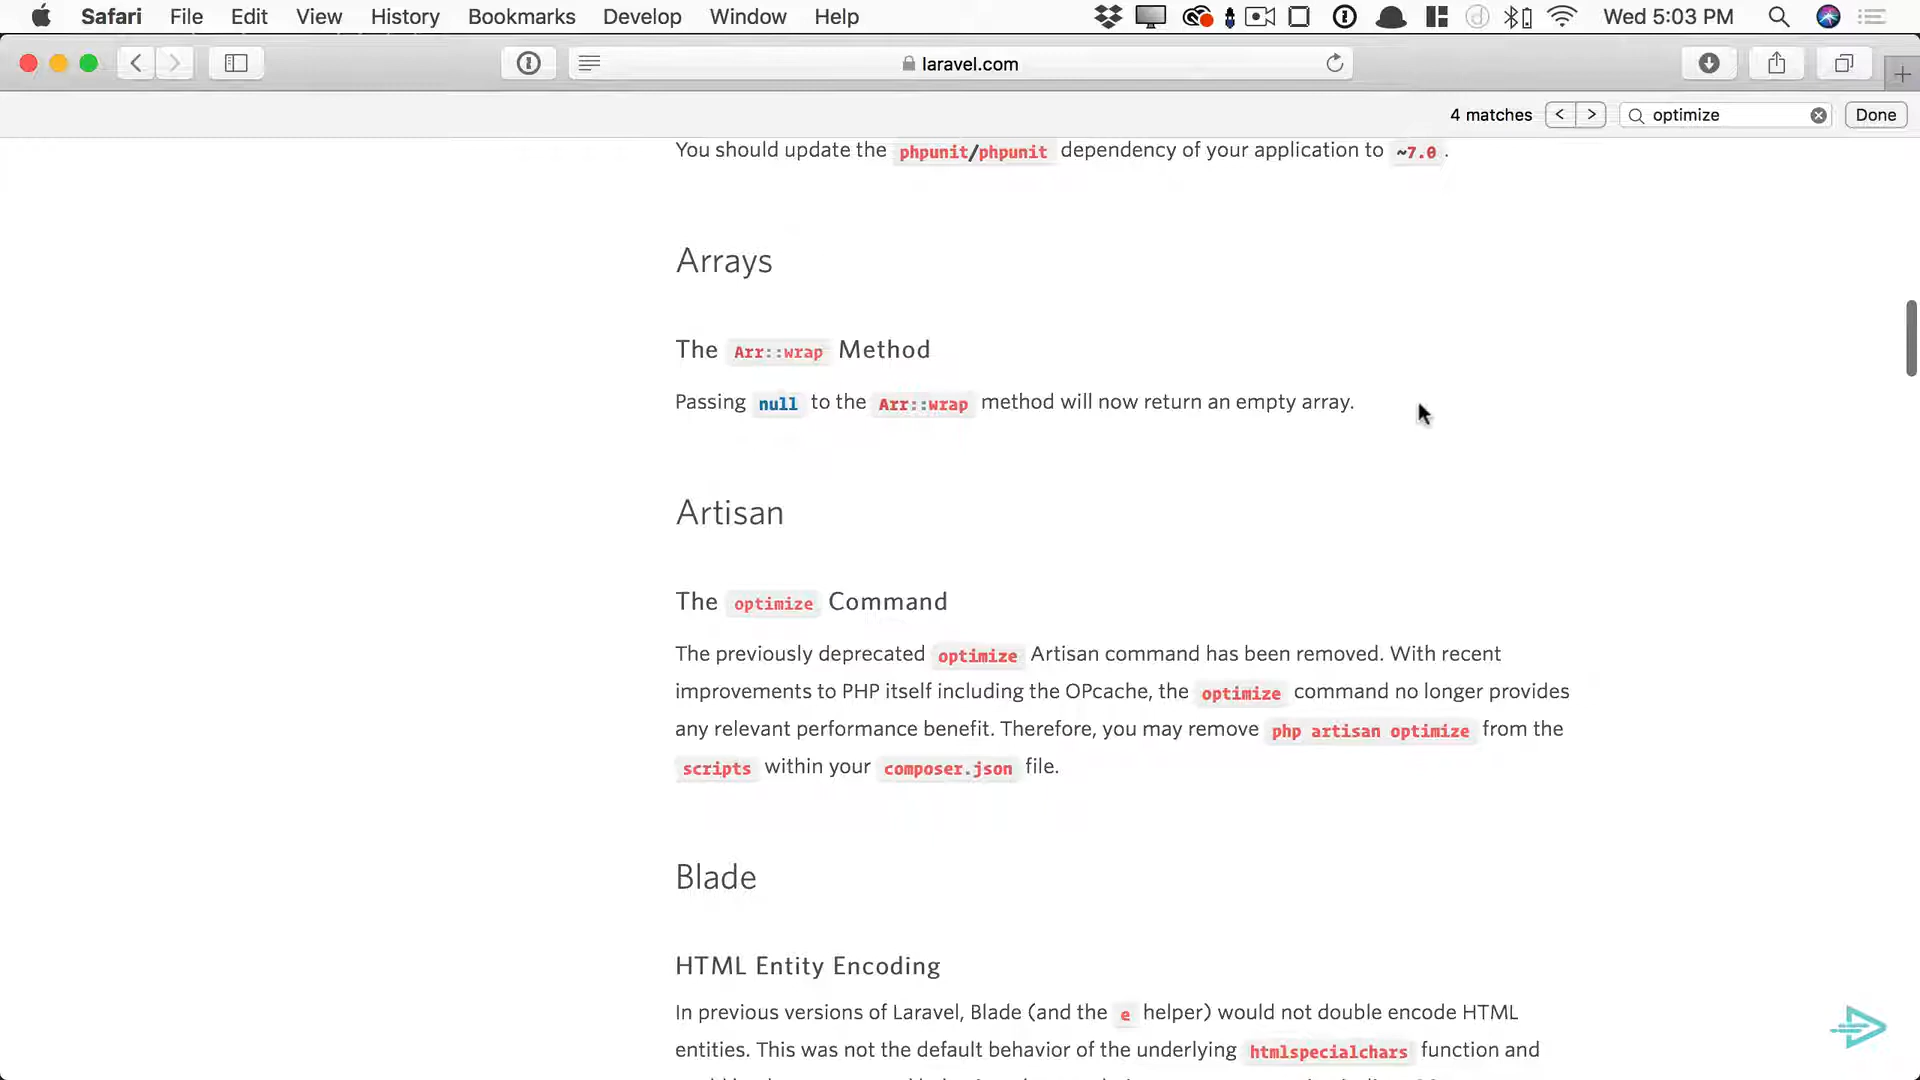 Safari File Edit View History Bookmarks Develop Window Help Wed 5:03 PM
laravel.com
4 matches optimize Done
You should update the phpunit/phpunit dependency of your application to ~7.0 .
Arrays
The Arr::wrap Method
Passing null to the Arr::wrap method will now return an empty array.
Artisan
The optimize Command
The previously deprecated optimize Artisan command has been removed. With recent
improvements to PHP itself including the OPcache, the optimize command no longer provides
any relevant performance benefit. Therefore, you may remove php artisan optimize from the
scripts within your composer.json file.
Blade
HTML Entity Encoding
In previous versions of Laravel, Blade (and the e helper) would not double encode HTML
entities. This was not the default behavior of the underlying htmlspecialchars function and